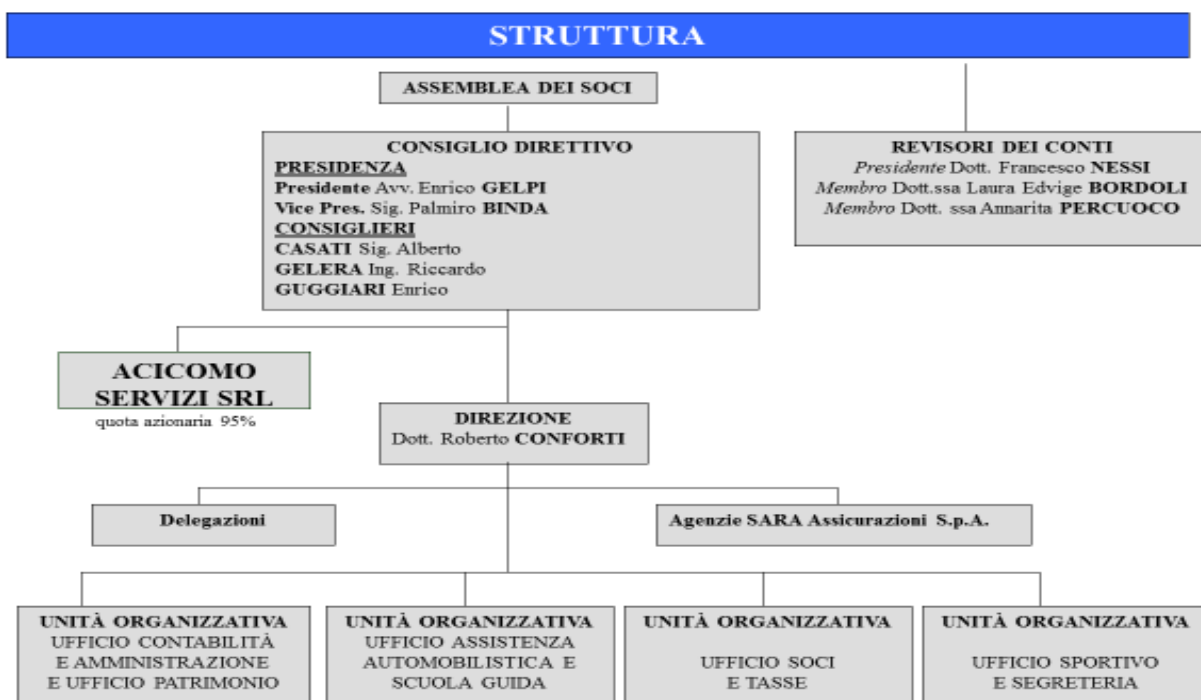 STRUTTURA
ASSEMBLEA DEI SOCI
CONSIGLIO DIRETTIVO
PRESIDENZA
Presidente Avv. Enrico GELPI
Vice Pres. Sig. Palmiro BINDA
CONSIGLIERI
CASATI Sig. Alberto
GELERA Ing. Riccardo
GUGGIARI Enrico
REVISORI DEI CONTI
Presidente Dott. Francesco NESSI
Membro Dott.ssa Laura Edvige BORDOLI
Membro Dott. ssa Annarita PERCUOCO
ACICOMO
SERVIZI SRL
quota azionaria 95%
DIREZIONE
Dott. Roberto CONFORTI
Delegazioni
Agenzie SARA Assicurazioni S.p.A.
UNITÀ ORGANIZZATIVA
UFFICIO CONTABILITÀ
E AMMINISTRAZIONE
E UFFICIO PATRIMONIO
UNITÀ ORGANIZZATIVA
UFFICIO ASSISTENZA
AUTOMOBILISTICA E
SCUOLA GUIDA
UNITÀ ORGANIZZATIVA
UFFICIO SOCI
E TASSE
UNITÀ ORGANIZZATIVA
UFFICIO SPORTIVO
E SEGRETERIA